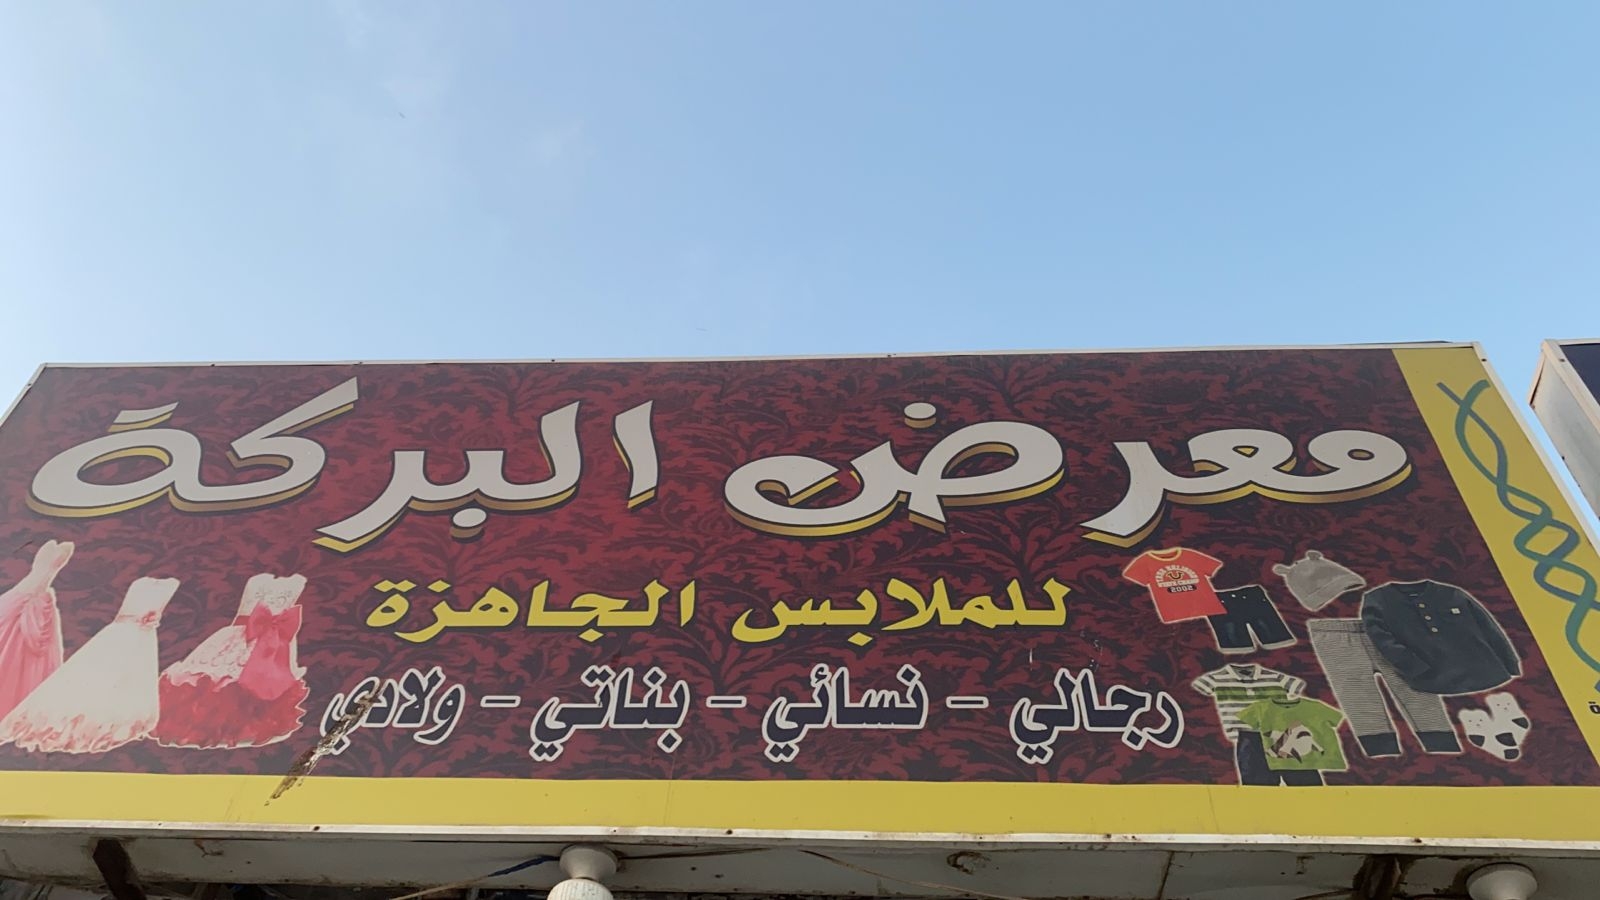 معرض البركة
للملابس الجاهزة
رجالي - نسائي - بناتي - ولادي